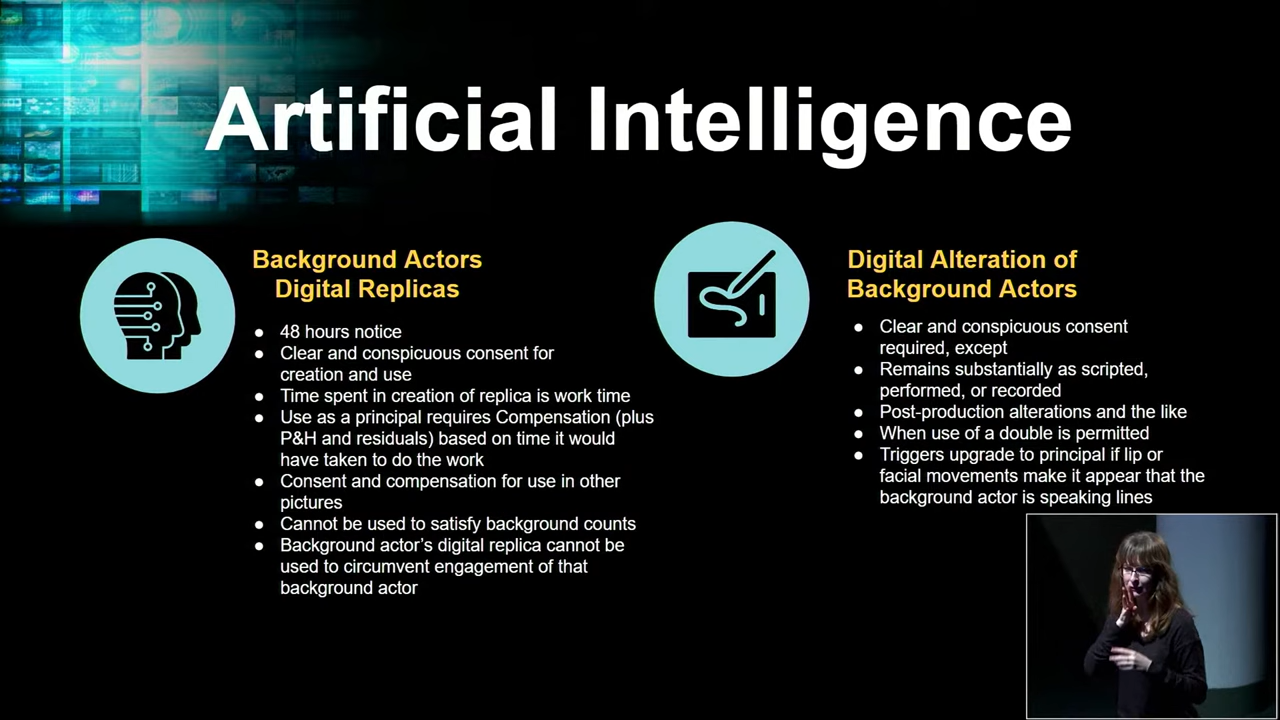 Artificial Intelligence
Background Actors
Digital Replicas
● 48 hours notice
● Clear and conspicuous consent for
creation and use
● Time spent in creation of replica is work time
● Use as a principal requires Compensation (plus
P&H and residuals) based on time it would
have taken to do the work
● Consent and compensation for use in other
pictures
● Cannot be used to satisfy background counts
● Background actor’s digital replica cannot be
used to circumvent engagement of that
background actor
Digital Alteration of
Background Actors
● Clear and conspicuous consent
required, except
● Remains substantially as scripted,
performed, or recorded
● Post-production alterations and the like
● When use of a double is permitted
● Triggers upgrade to principal if lip or
facial movements make it appear that the
background actor is speaking lines